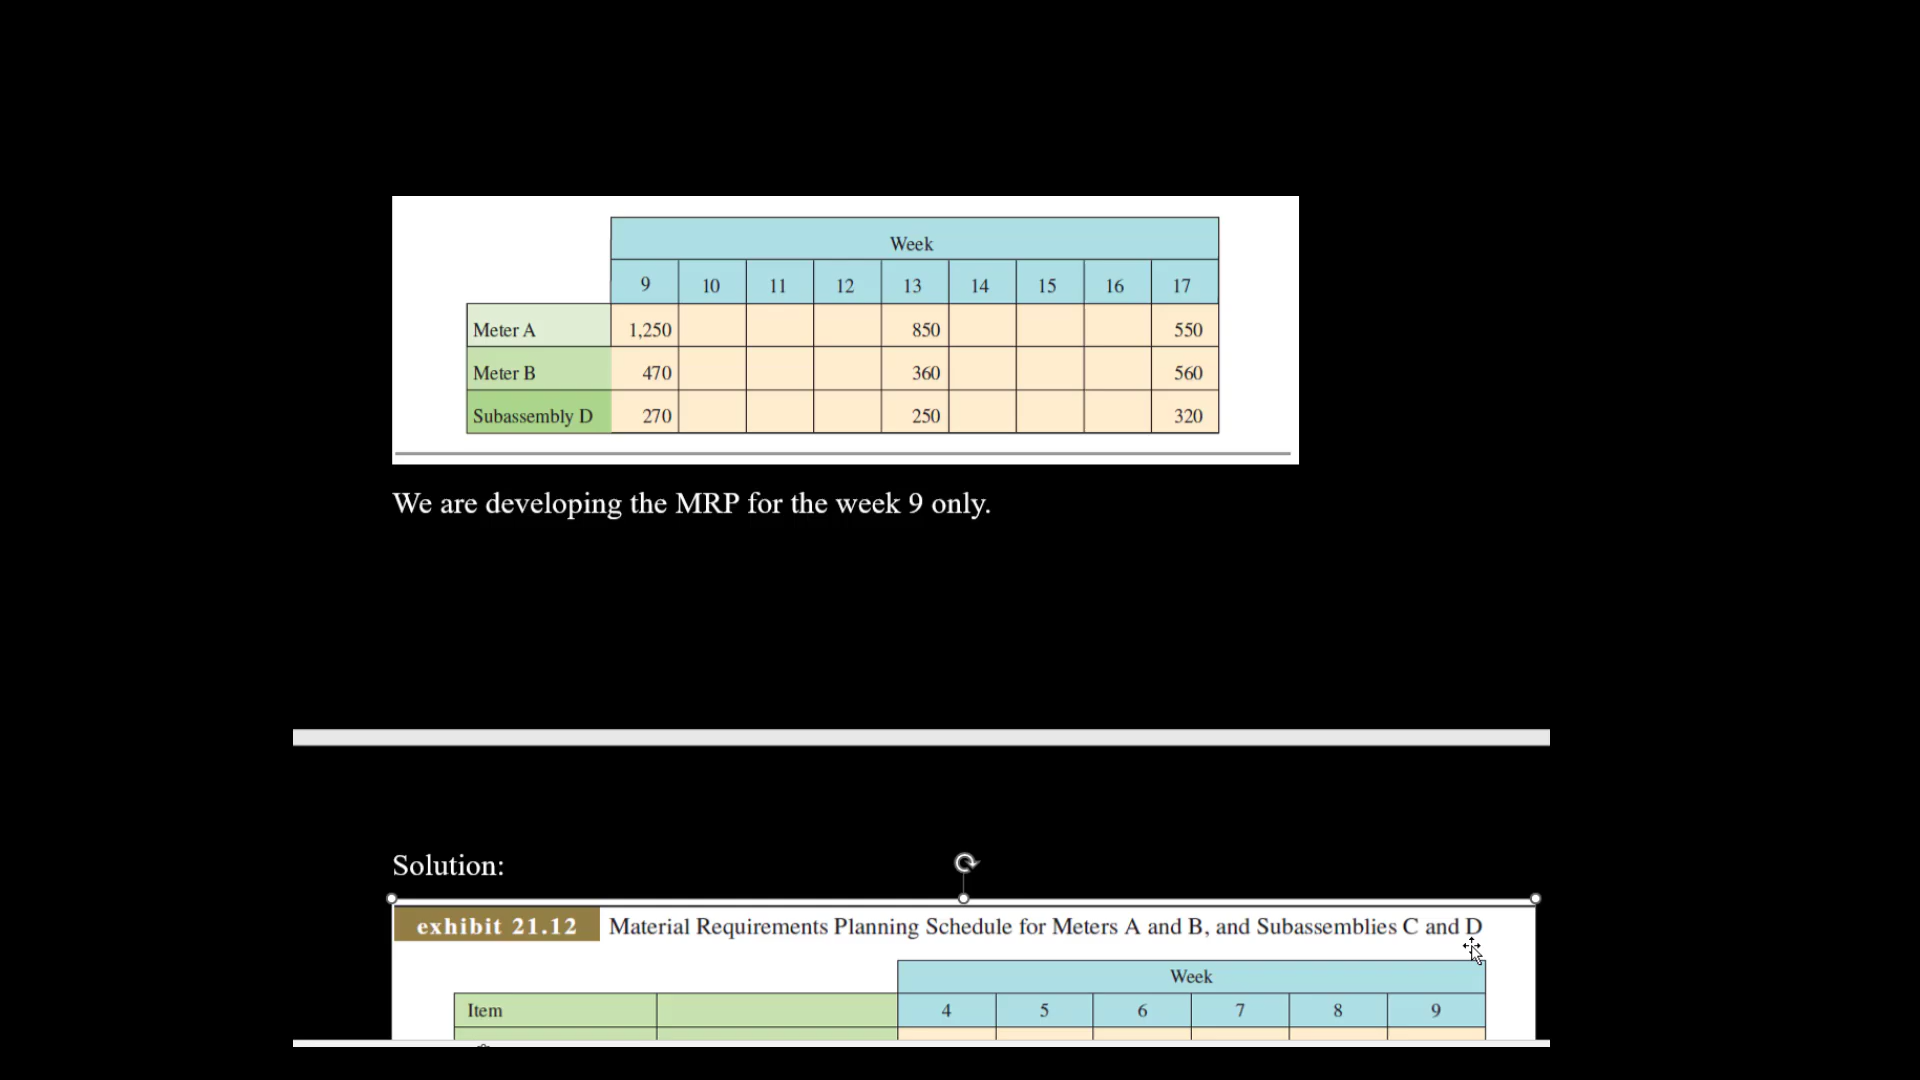 Week
9 10 11 12 13 14 15 16 17
Meter A 1,250 850 550
Meter B 470 360 560
Subassembly D 270 250 320
We are developing the MRP for the week 9 only.
Solution:
exhibit 21.12 Material Requirements Planning Schedule for Meters A and B, and Subassemblies C and D
Week
Item 4 5 6 7 8 9